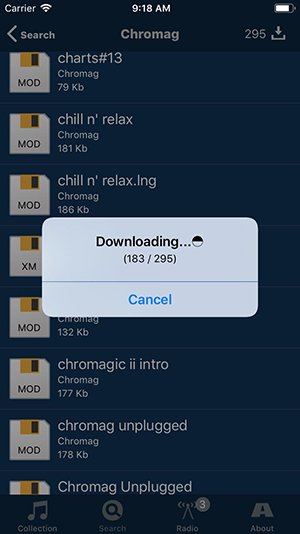 Carrier 9:18 AM
Search Chromag 295
charts#13
Chromag
79 Kb
MOD
chill n' relax
Chromag
181 Kb
MOD
chill n' relax.lng
Chromag
186 Kb
MOD
XM
Downloading...
(183 / 295)
Cancel
MOD
132 Kb
chromagic ii intro
Chromag
177 Kb
MOD
chromag unplugged
Chromag
178 Kb
MOD
Chromag Unplugged
Collection Search Radio 3 About